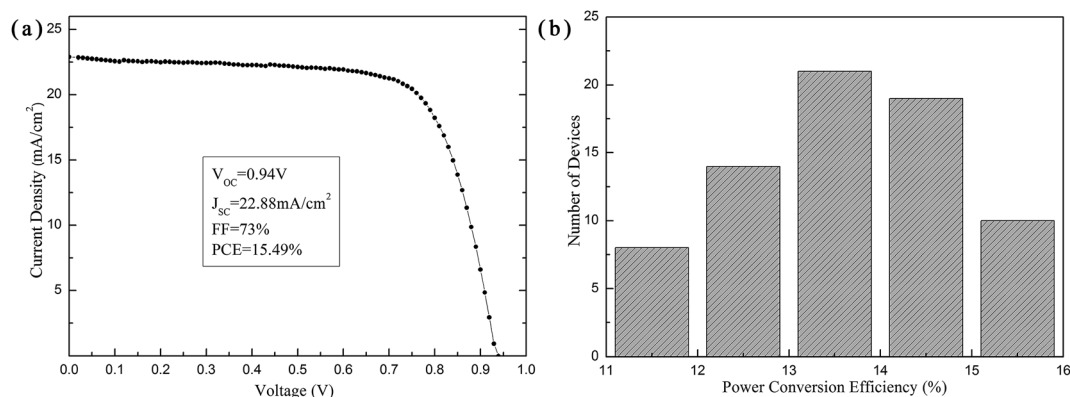 (a)
25
20
15
10
5
0
Current Density (mA/cm²)
V_OC=0.94V
J_SC=22.88mA/cm²
FF=73%
PCE=15.49%
0.0 0.1 0.2 0.3 0.4 0.5 0.6 0.7 0.8 0.9 1.0
Voltage (V)
(b)
25
20
15
10
5
0
Number of Devices
11 12 13 14 15 16
Power Conversion Efficiency (%)